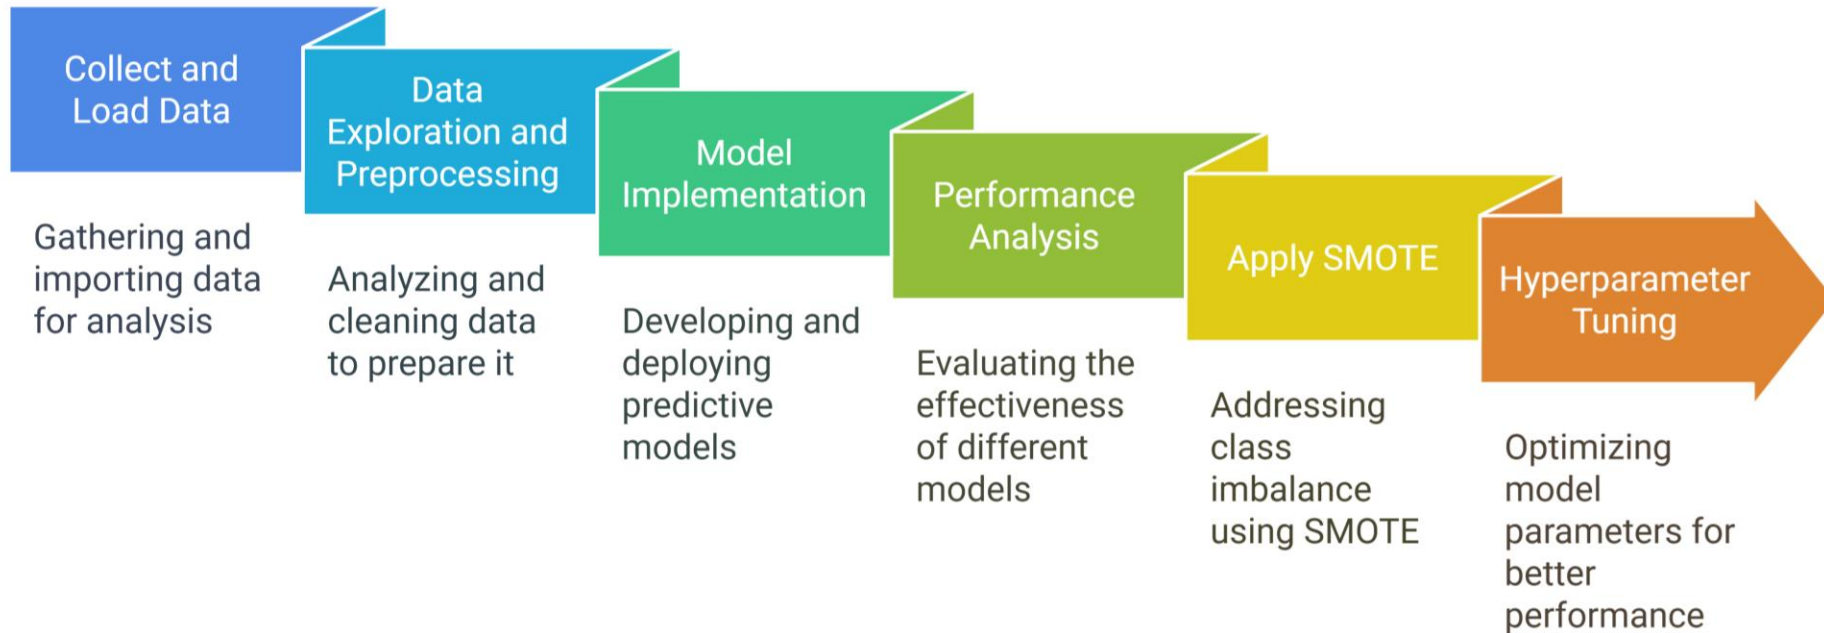 Collect and
Load Data
Gathering and
importing data
for analysis
Data
Exploration and
Preprocessing
Analyzing and
cleaning data
to prepare it
Model
Implementation
Developing and
deploying
predictive
models
Performance
Analysis
Evaluating the
effectiveness
of different
models
Apply SMOTE
Addressing
class
imbalance
using SMOTE
Hyperparameter
Tuning
Optimizing
model
parameters for
better
performance